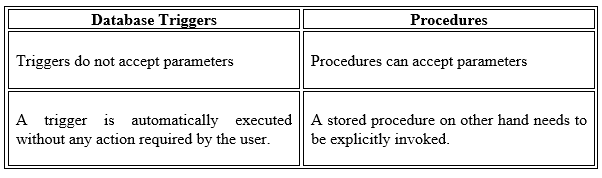 Database Triggers
Procedures
Triggers do not accept parameters
Procedures can accept parameters
A trigger is automatically executed
without any action required by the user.
A stored procedure on other hand needs to
be explicitly invoked.